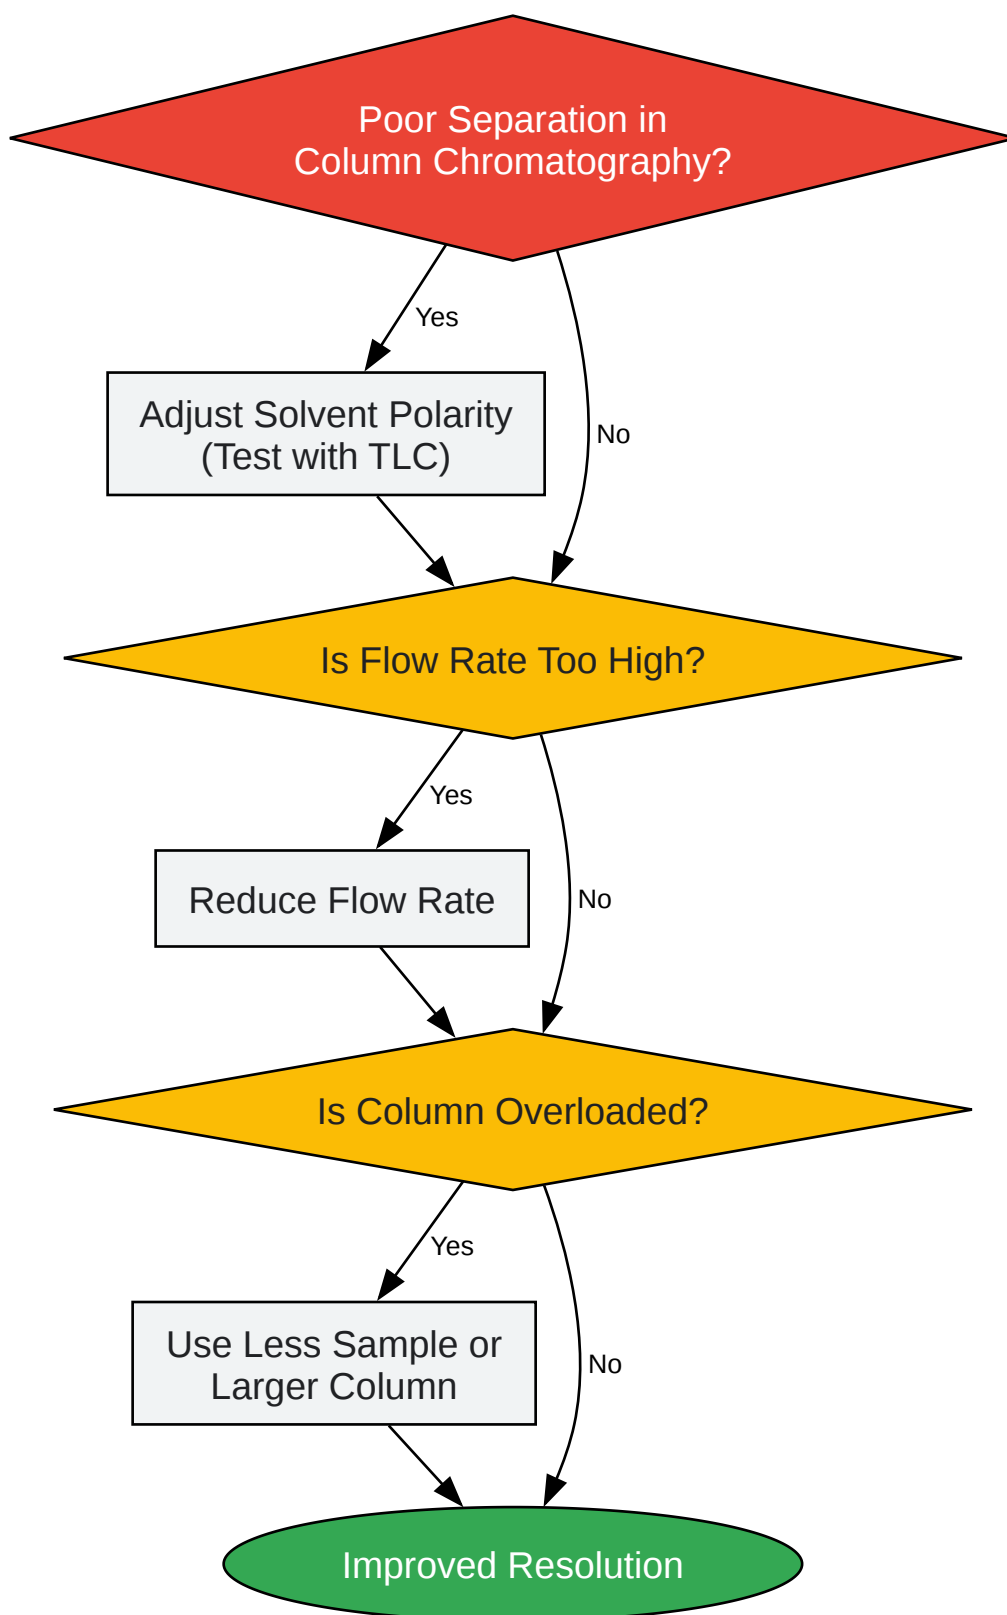 Poor Separation in
Column Chromatography?
Yes
Adjust Solvent Polarity
(Test with TLC)
No
Is Flow Rate Too High?
Yes
Reduce Flow Rate
No
Is Column Overloaded?
Yes
Use Less Sample or
Larger Column
No
Improved Resolution